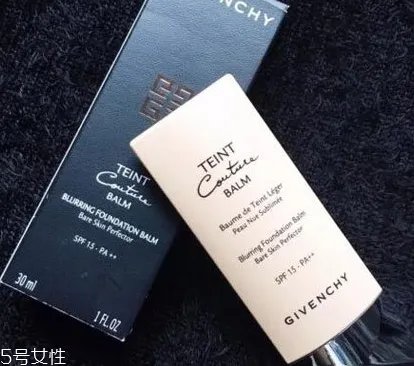 GIVENCHY
TEINT
Couture
BALM
BLURRING FOUNDATION BALM
Bare Skin Perfector
SPF 15 - PA++
30 ml
1 FL.OZ.
TEINT
Couture
BALM
Baume de Teint Léger
Peau Nue Sublimée
Blurring Foundation Balm
Bare Skin Perfector
SPF 15 - PA++
GIVENCHY
5号女性